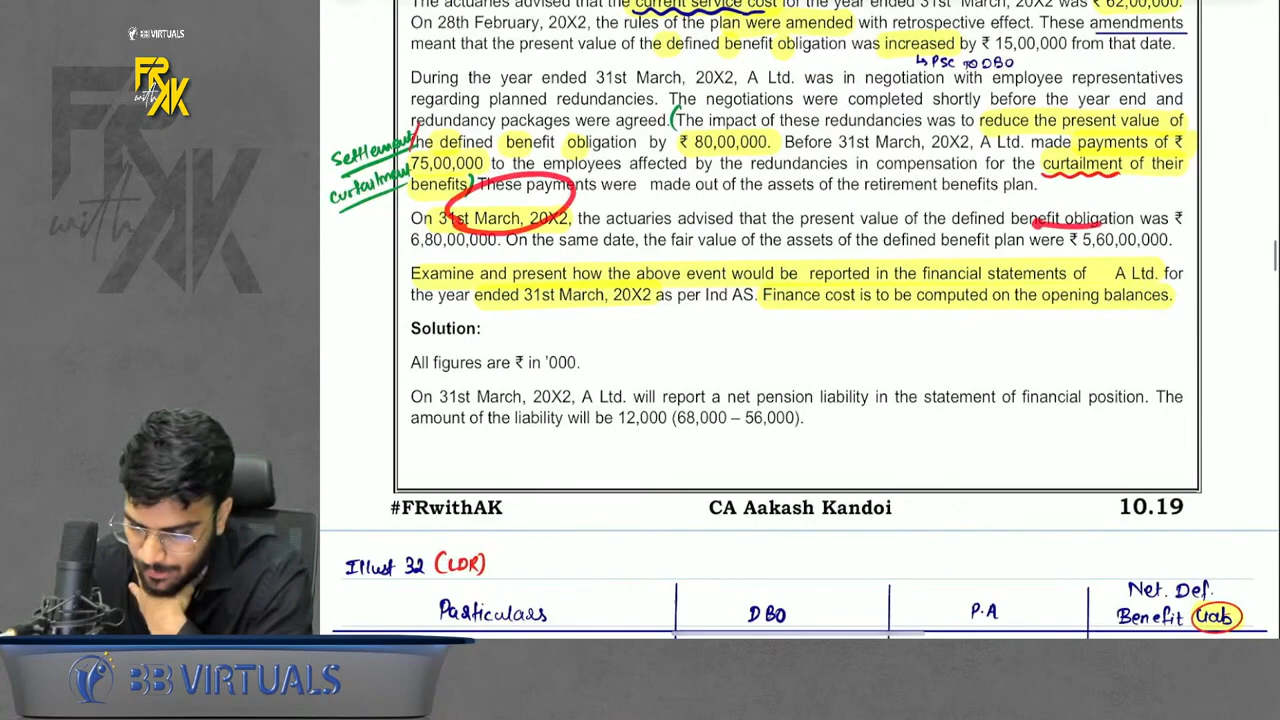 The actuaries advised that the current service cost for the year ended 31st March, 20X2 was ₹ 62,00,000.
On 28th February, 20X2, the rules of the plan were amended with retrospective effect. These amendments
meant that the present value of the defined benefit obligation was increased by ₹ 15,00,000 from that date.
↳ PSC to DBO
During the year ended 31st March, 20X2, A Ltd. was in negotiation with employee representatives
regarding planned redundancies. The negotiations were completed shortly before the year end and
redundancy packages were agreed. (The impact of these redundancies was to reduce the present value of
the defined benefit obligation by ₹ 80,00,000. Before 31st March, 20X2, A Ltd. made payments of ₹
75,00,000 to the employees affected by the redundancies in compensation for the curtailment of their
benefits) These payments were made out of the assets of the retirement benefits plan.
Settlement/
curtailment
On 31st March, 20X2, the actuaries advised that the present value of the defined benefit obligation was ₹
6,80,00,000. On the same date, the fair value of the assets of the defined benefit plan were ₹ 5,60,00,000.
Examine and present how the above event would be reported in the financial statements of A Ltd. for
the year ended 31st March, 20X2 as per Ind AS. Finance cost is to be computed on the opening balances.
Solution:
All figures are ₹ in ’000.
On 31st March, 20X2, A Ltd. will report a net pension liability in the statement of financial position. The
amount of the liability will be 12,000 (68,000 – 56,000).
#FRwithAK CA Aakash Kandoi 10.19
Illust 32 (LDR)
Particulars DBO P.A Net. Def.
Benefit Liab
BB VIRTUALS
FR
with
AK
FR
with
AK
BB VIRTUALS